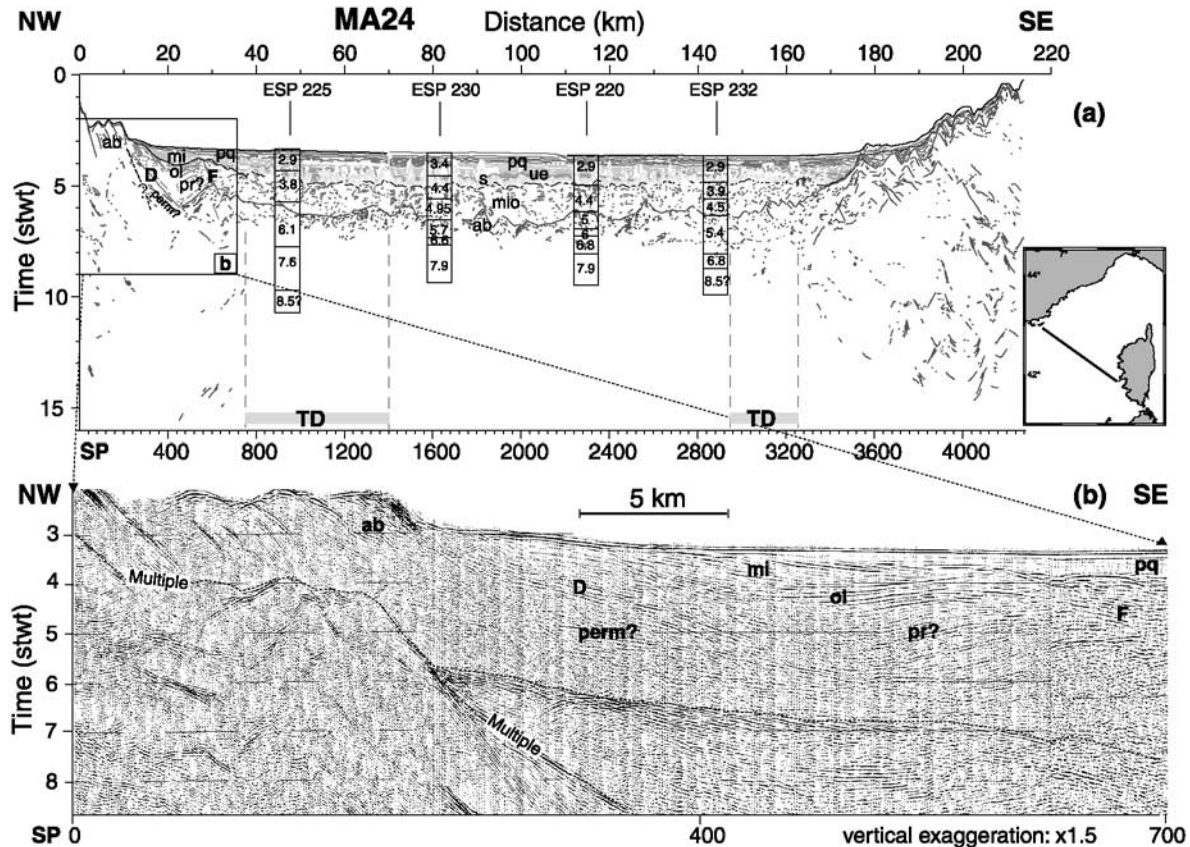 NW MA24 Distance (km) SE
0 20 40 60 80 100 120 140 160 180 200 220
ESP 225 ESP 230 ESP 220 ESP 232
(a)
Time (stwt)
0
5
10
15
ab mi ol pq D pr? F perm?
b
2.9
3.8
6.1
7.6
8.5?
3.4
4.4
4.95
5.7
6.6
7.9
s pq ue mio ab
2.9
4.4
5
6
6.8
7.9
2.9
3.9
4.5
5.4
6.8
8.5?
44°
42°
TD TD
SP 400 800 1200 1600 2000 2400 2800 3200 3600 4000
NW 5 km (b) SE
Time (stwt)
3
4
5
6
7
8
ab
Multiple
mi pq
D ol F
perm? pr?
Multiple
SP 0 400 vertical exaggeration: x1.5 700